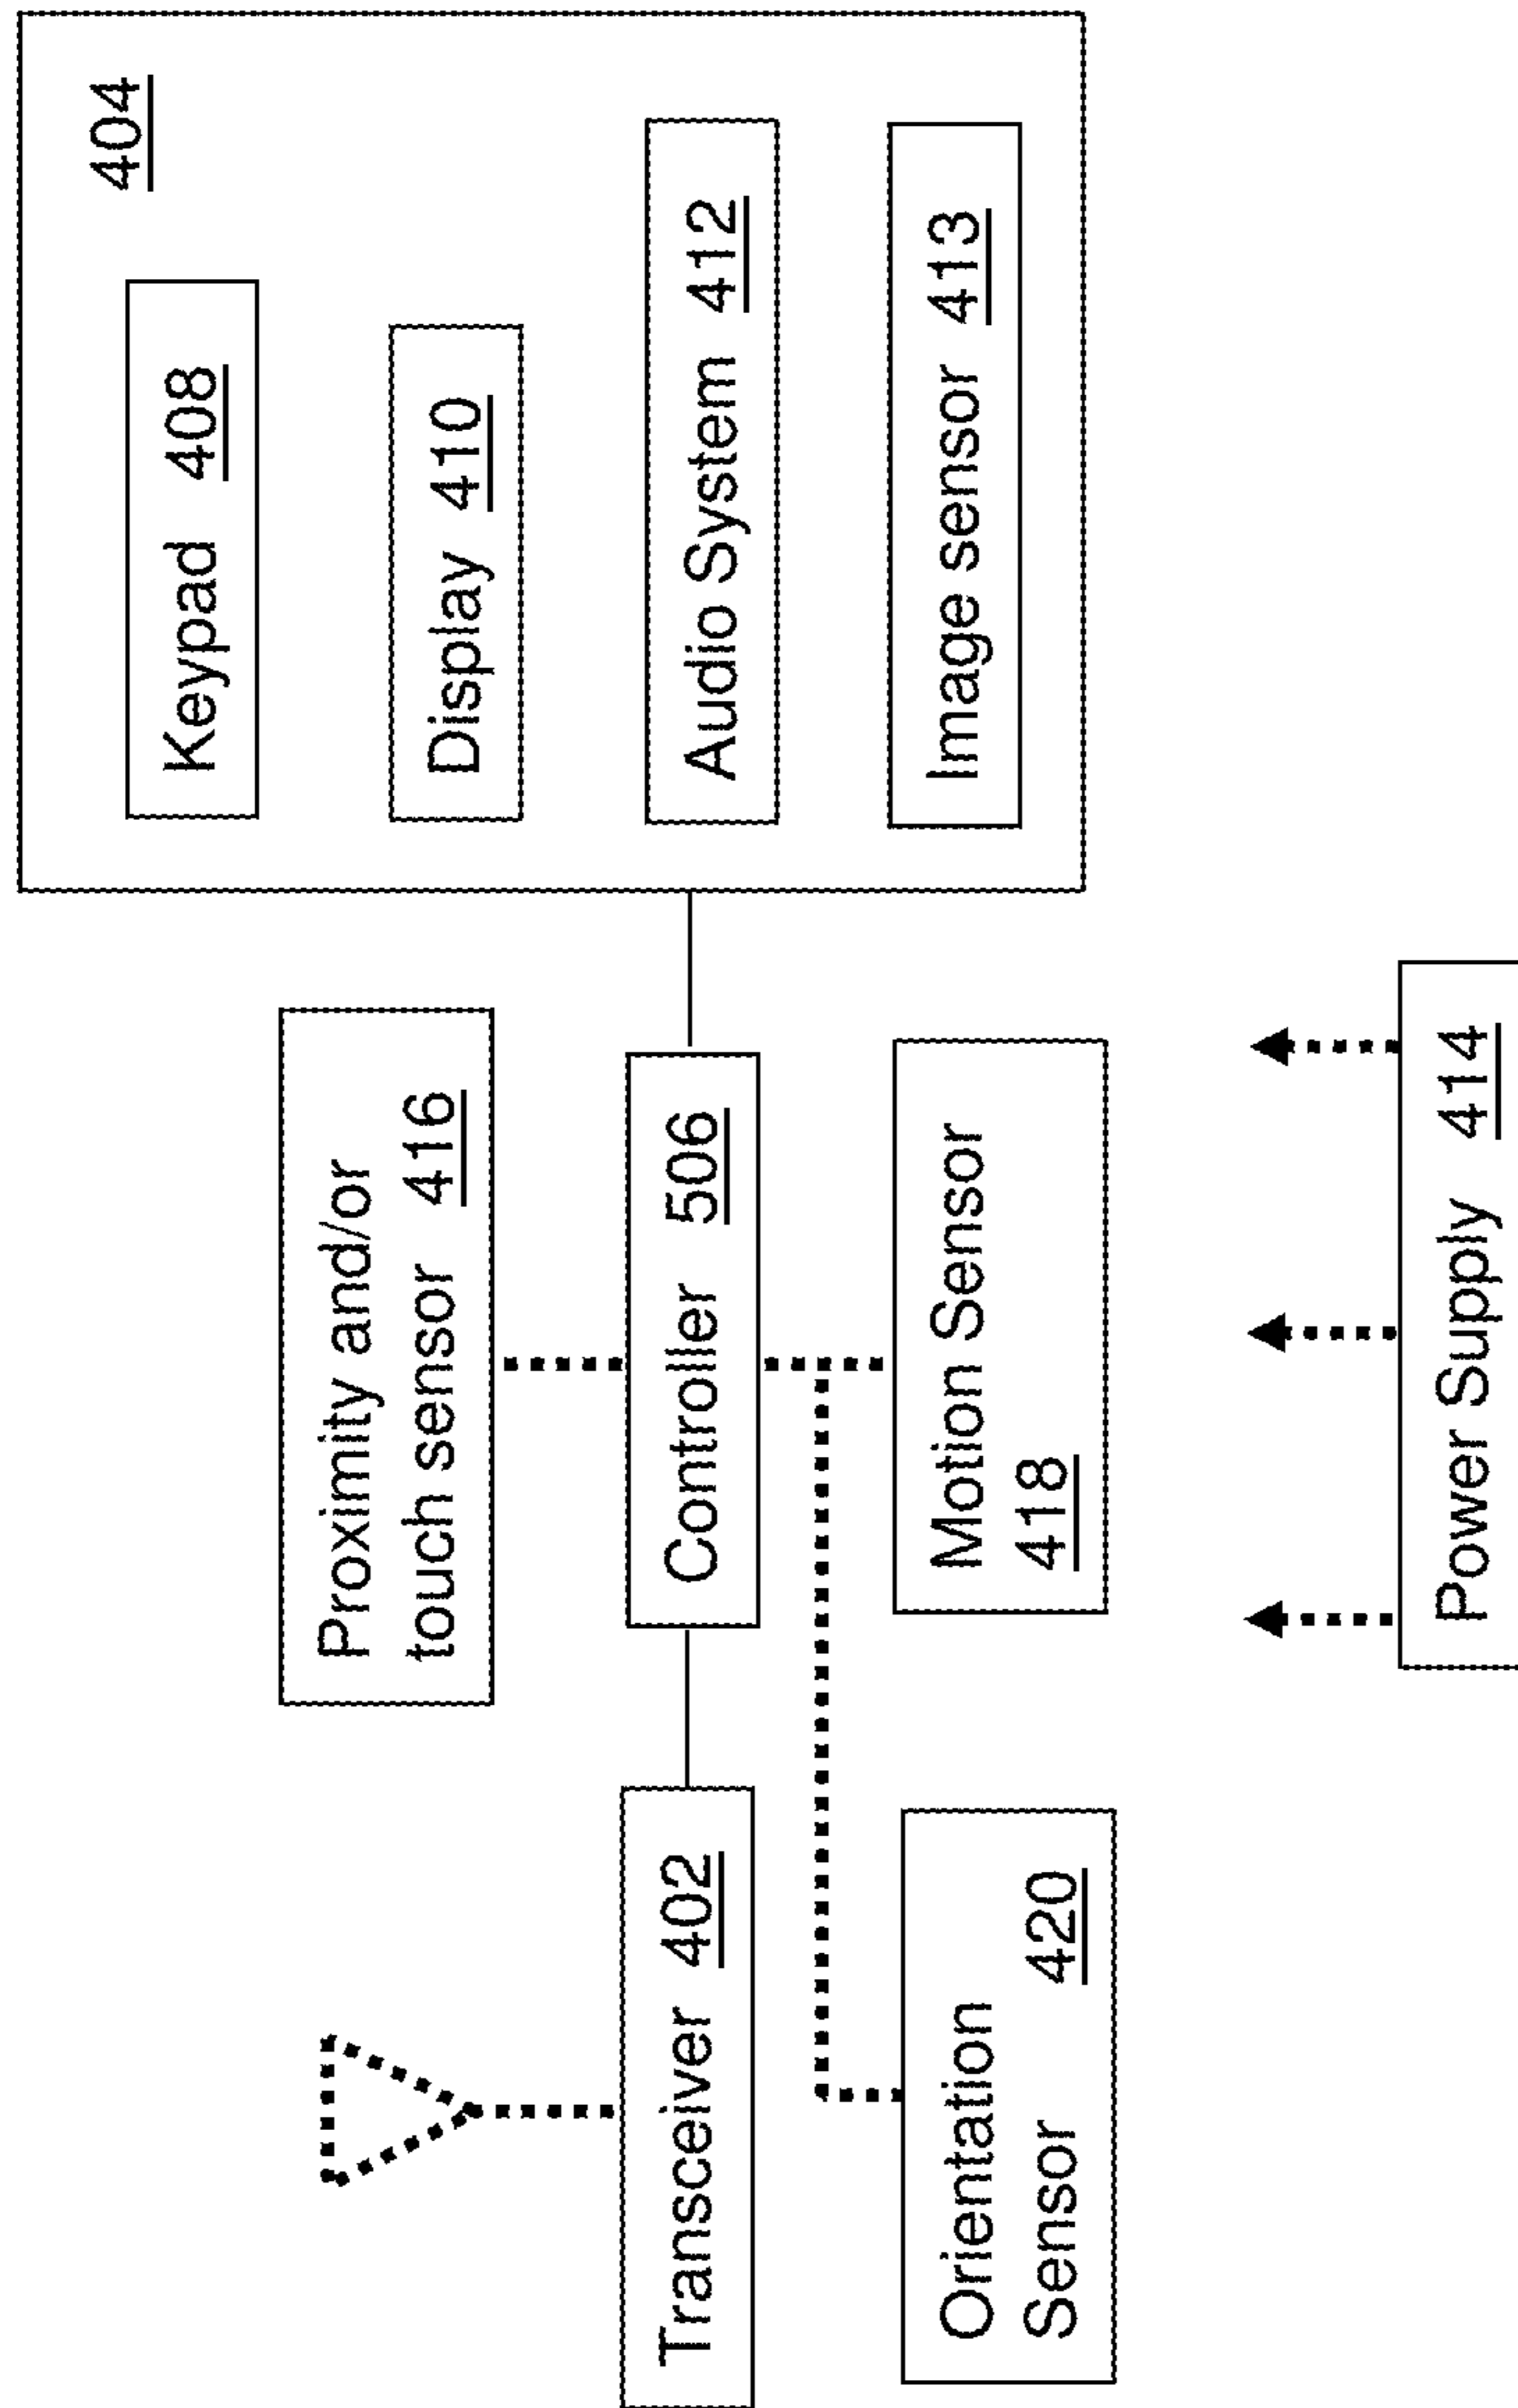 404
Keypad 408
Display 410
Audio System 412
Image sensor 413
Proximity and/or
touch sensor 416
Controller 506
Motion Sensor
418
Transceiver 402
Orientation
Sensor 420
Power Supply 414